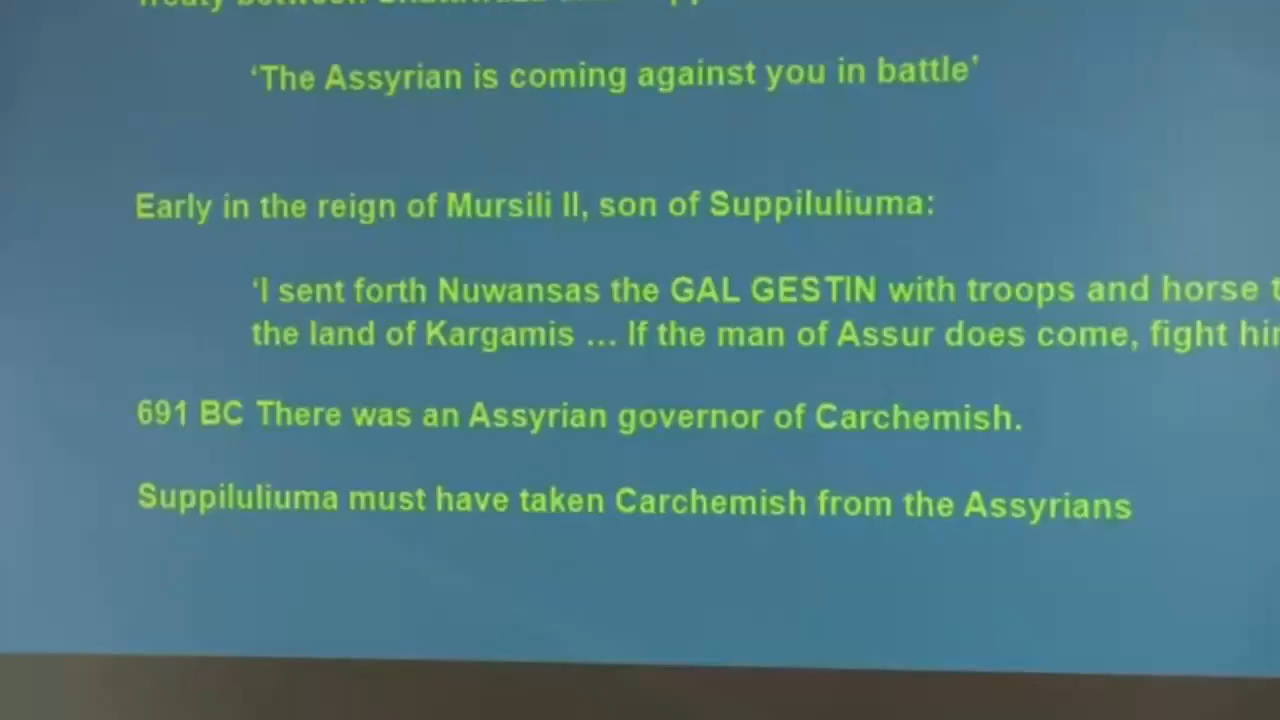 Treaty between
‘The Assyrian is coming against you in battle’
Early in the reign of Mursili II, son of Suppiluliuma:
‘I sent forth Nuwansas the GAL GESTIN with troops and horse
the land of Kargamis ... If the man of Assur does come, fight
691 BC There was an Assyrian governor of Carchemish.
Suppiluliuma must have taken Carchemish from the Assyrians